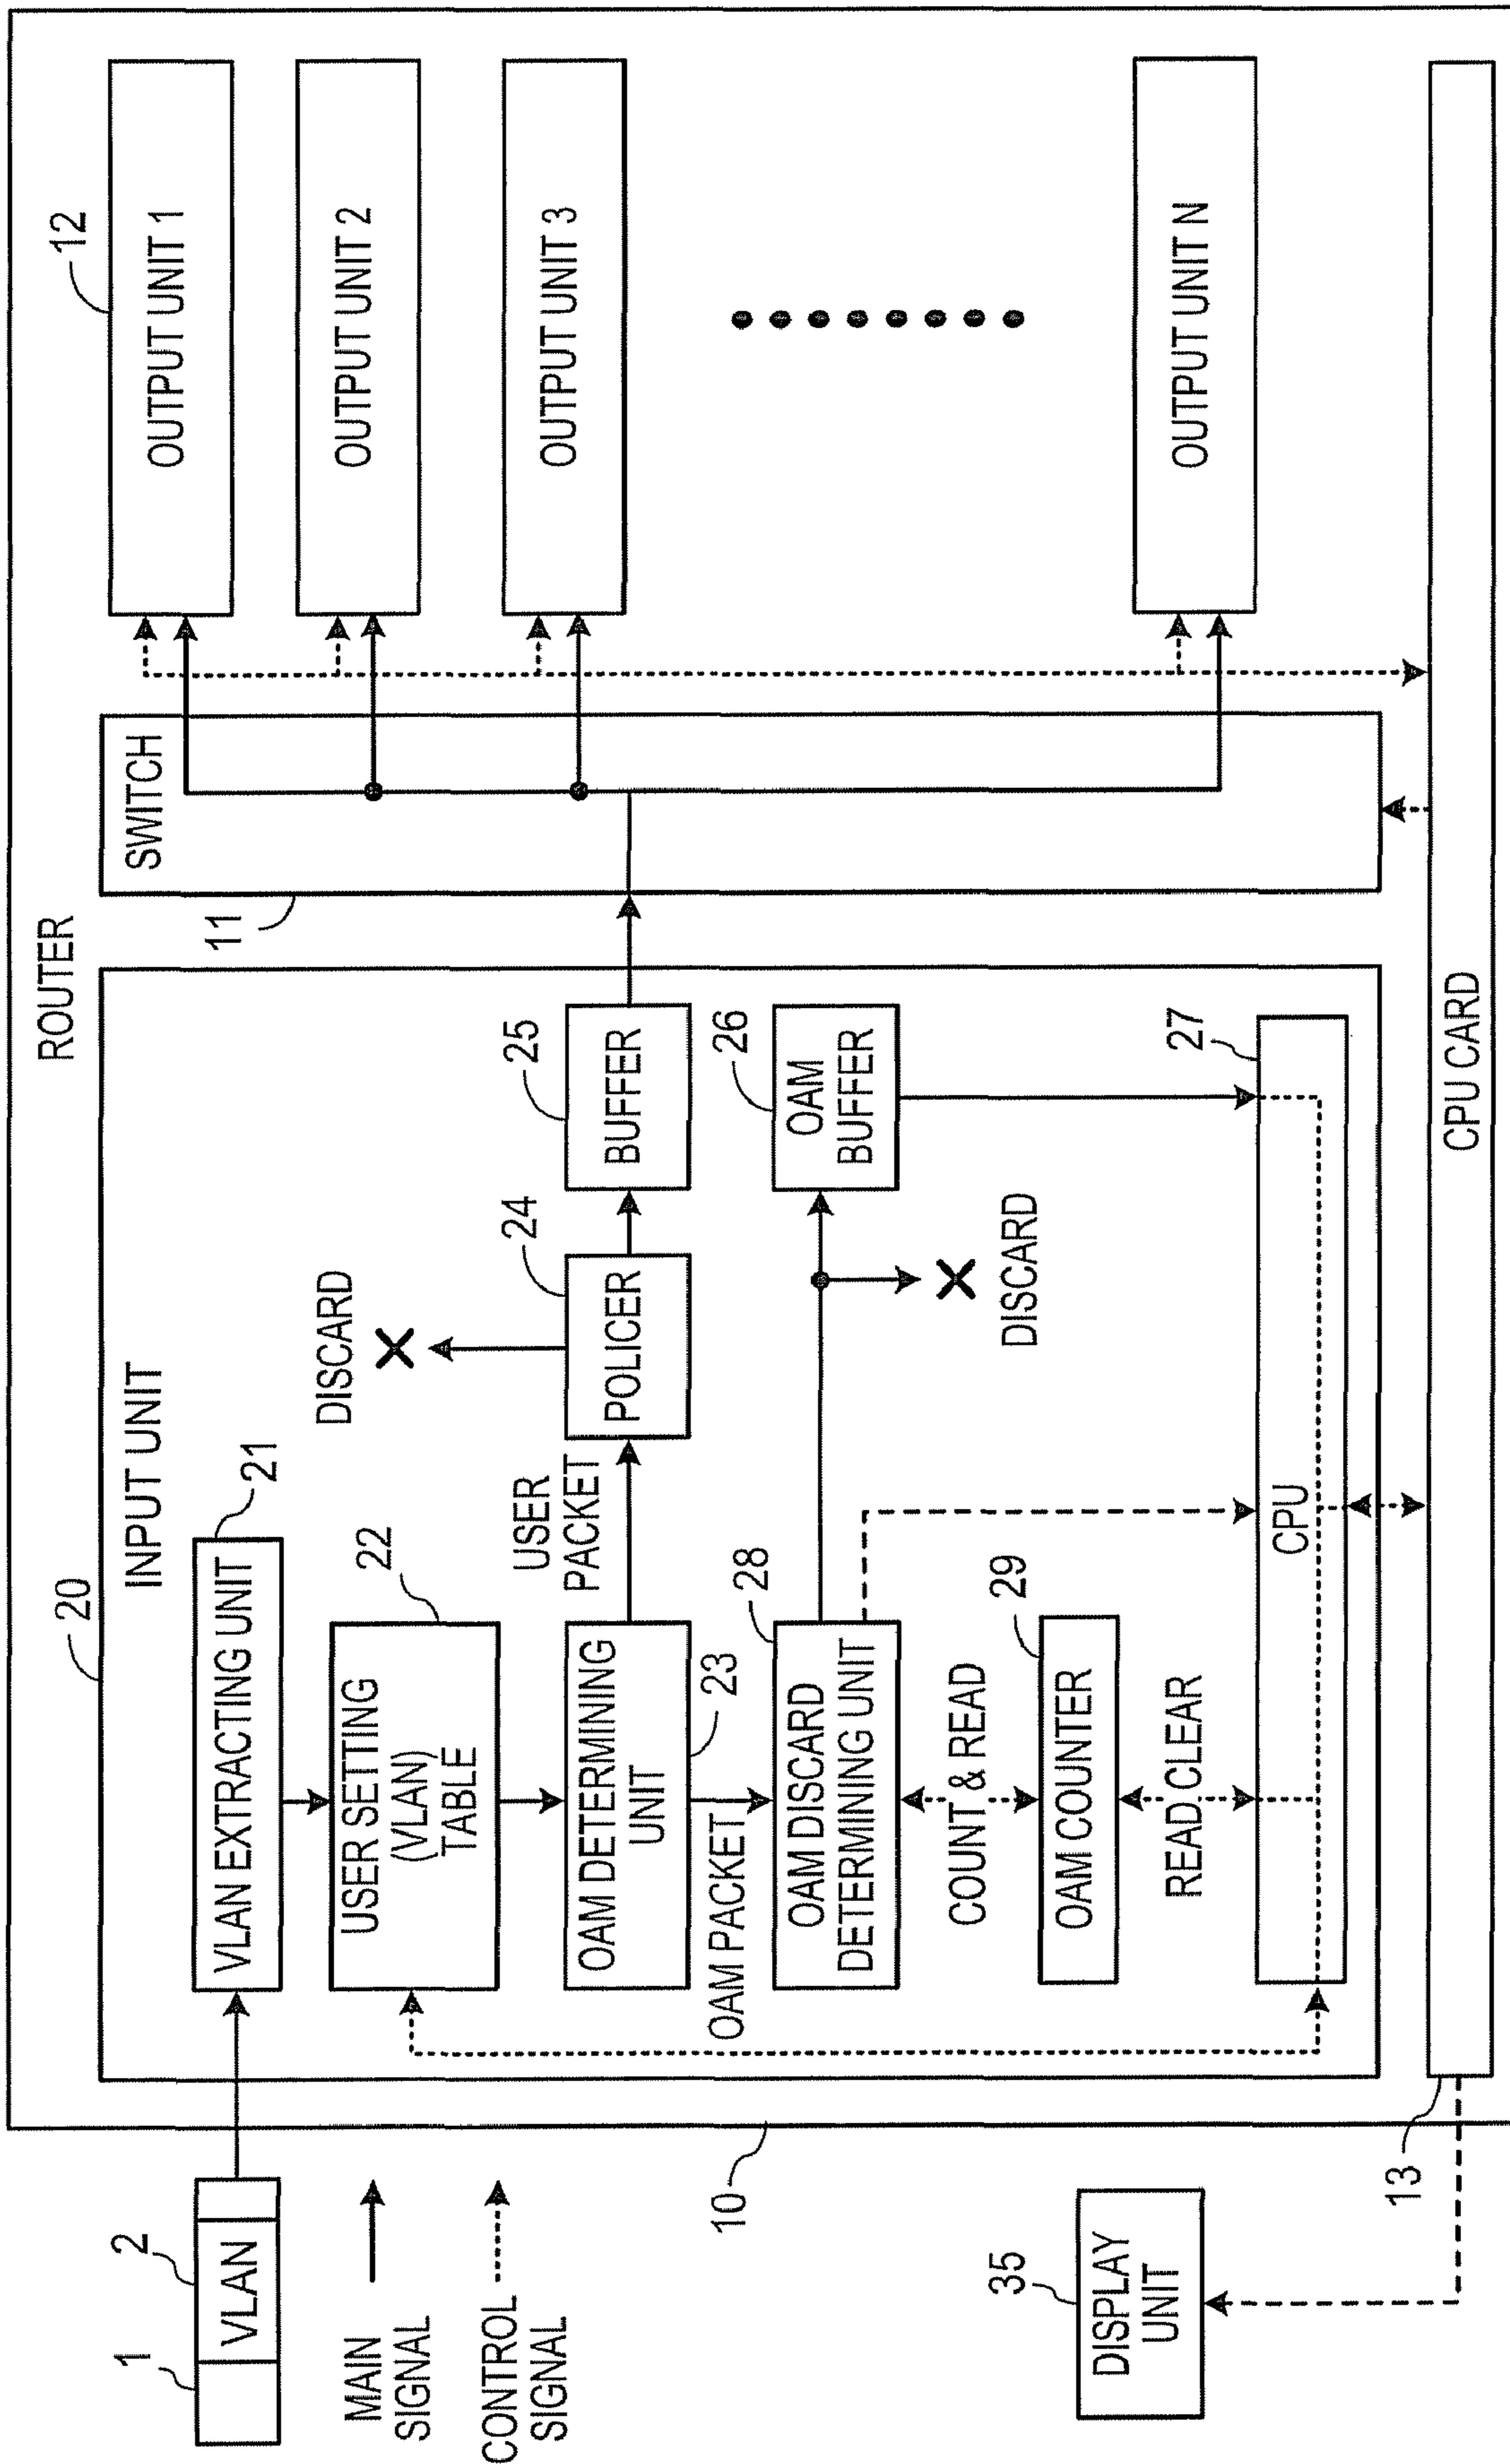 ROUTER
10
20
INPUT UNIT
1
2
VLAN
VLAN EXTRACTING UNIT
21
USER SETTING
(VLAN)
TABLE
22
OAM DETERMINING
UNIT
23
USER
PACKET
DISCARD
POLICER
24
BUFFER
25
OAM PACKET
OAM DISCARD
DETERMINING UNIT
28
DISCARD
OAM
BUFFER
26
COUNT & READ
OAM COUNTER
29
READ CLEAR
CPU
27
11
SWITCH
12
OUTPUT UNIT 1
OUTPUT UNIT 2
OUTPUT UNIT 3
OUTPUT UNIT N
CPU CARD
13
MAIN
SIGNAL
CONTROL
SIGNAL
35
DISPLAY
UNIT